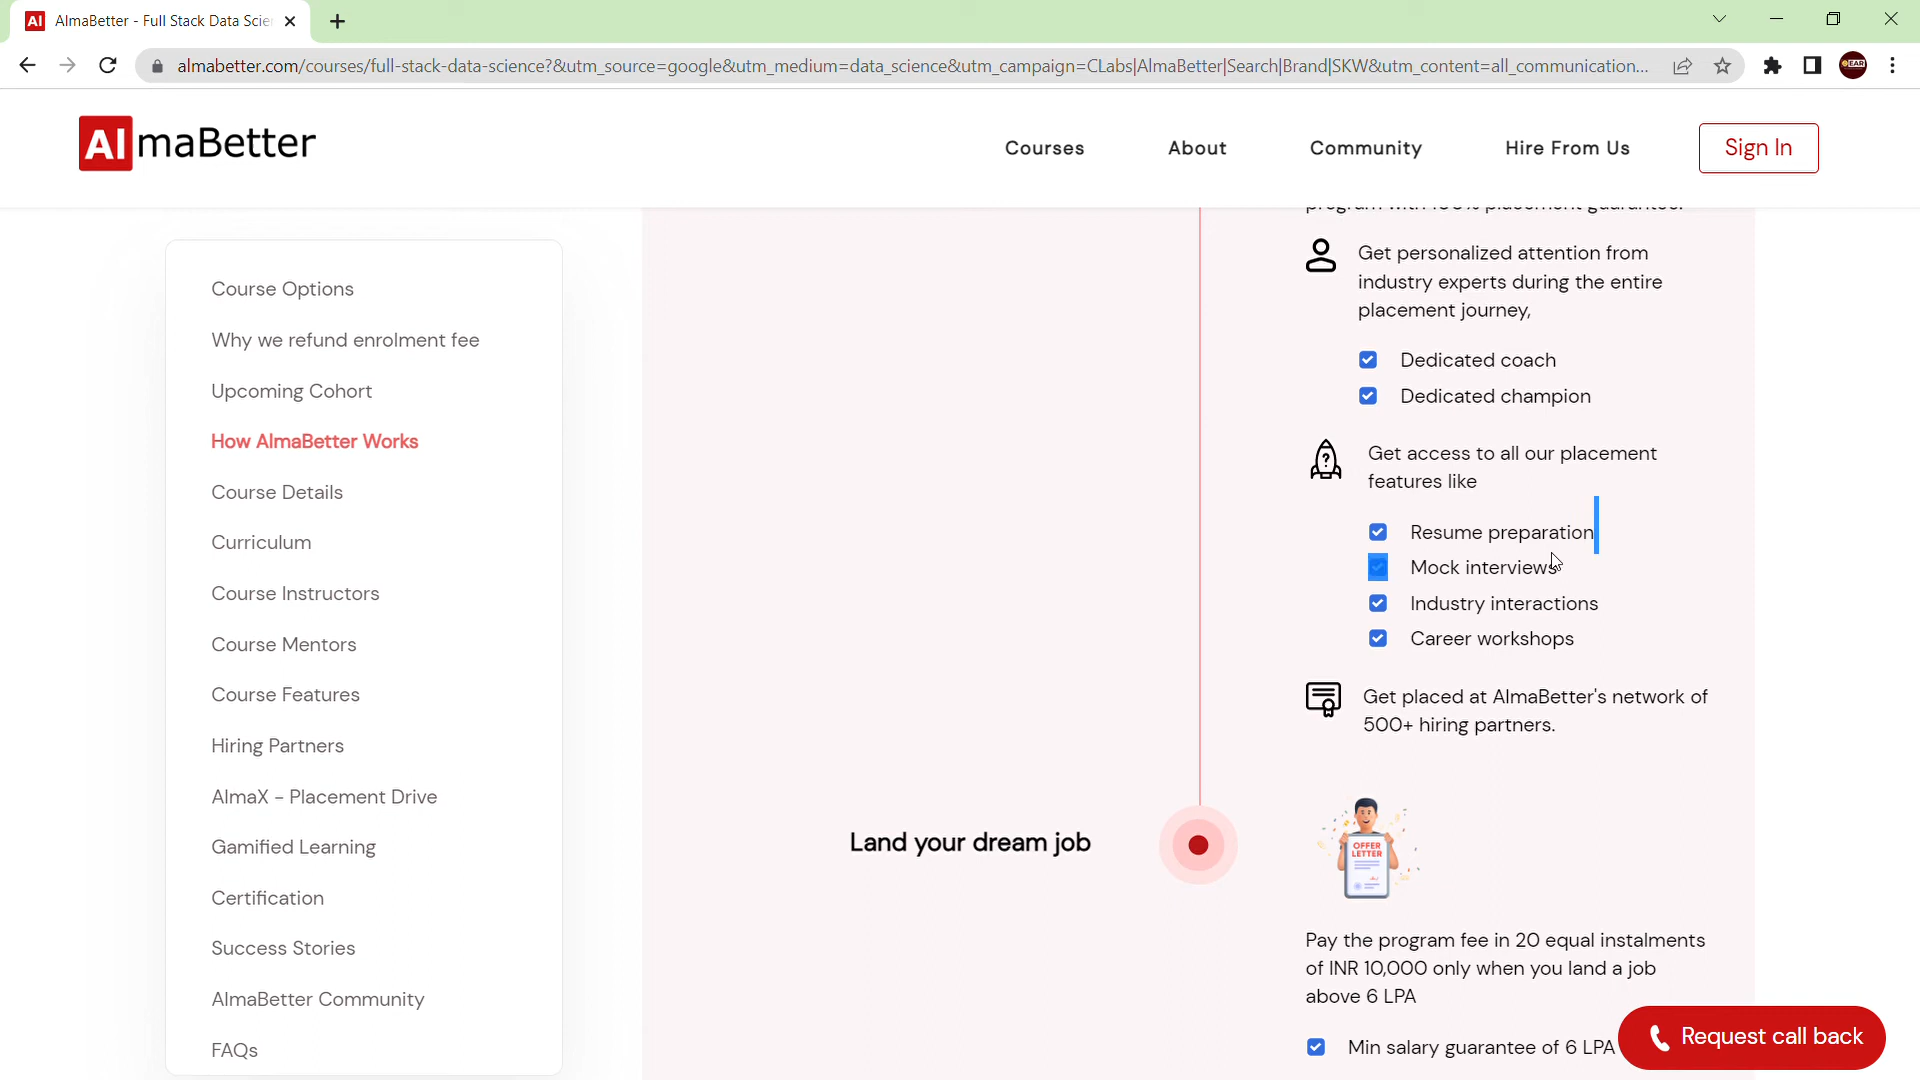 AlmaBetter - Full Stack Data Scie
almabetter.com/courses/full-stack-data-science?&utm_source=google&utm_medium=data_science&utm_campaign=CLabs|AlmaBetter|Search|Brand|SKW&utm_content=all_communication...
AlmaBetter
Courses
About
Community
Hire From Us
Sign In
Course Options
Why we refund enrolment fee
Upcoming Cohort
How AlmaBetter Works
Course Details
Curriculum
Course Instructors
Course Mentors
Course Features
Hiring Partners
AlmaX - Placement Drive
Gamified Learning
Certification
Success Stories
AlmaBetter Community
FAQs
Land your dream job
program with 100% placement guarantee.
Get personalized attention from
industry experts during the entire
placement journey,
Dedicated coach
Dedicated champion
Get access to all our placement
features like
Resume preparation
Mock interviews
Industry interactions
Career workshops
Get placed at AlmaBetter's network of
500+ hiring partners.
OFFER
LETTER
Pay the program fee in 20 equal instalments
of INR 10,000 only when you land a job
above 6 LPA
Min salary guarantee of 6 LPA
Request call back